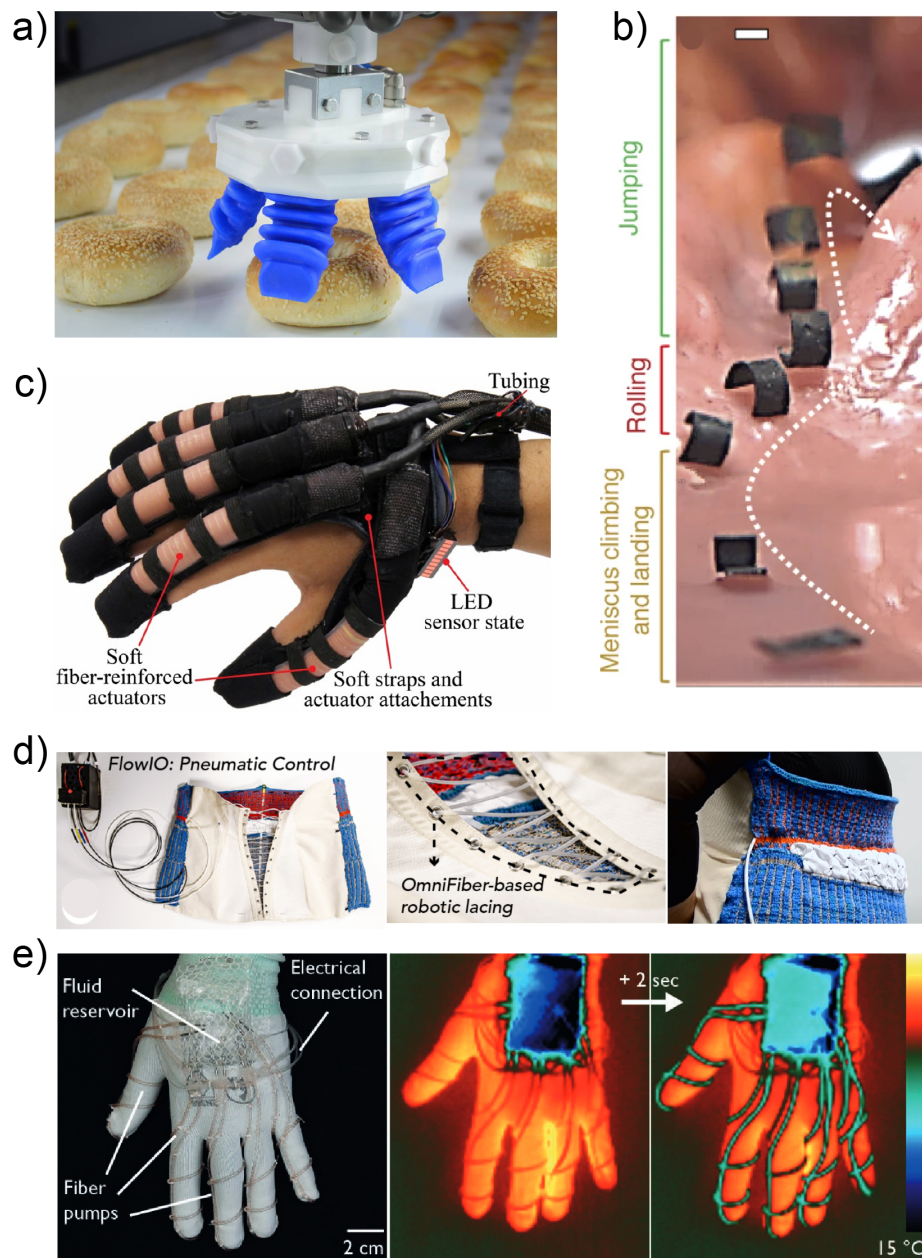 a)
b)
Jumping
Rolling
Meniscus climbing
and landing
c)
Tubing
LED
sensor state
Soft
fiber-reinforced
actuators
Soft straps and
actuator attachements
d)
FlowIO: Pneumatic Control
OmniFiber-based
robotic lacing
e)
Fluid
reservoir
Electrical
connection
Fiber
pumps
2 cm
+ 2 sec
15 °C